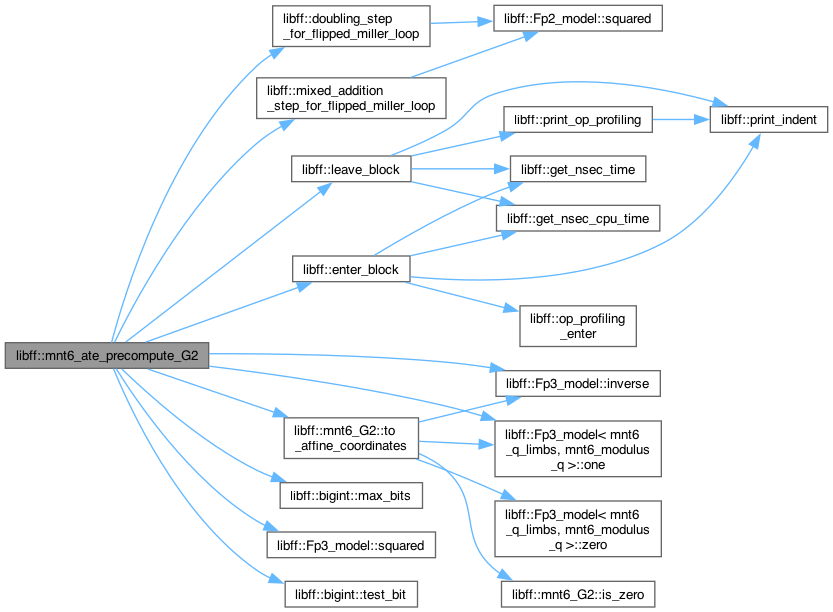 libff::doubling_step
_for_flipped_miller_loop
libff::Fp2_model::squared
libff::mixed_addition
_step_for_flipped_miller_loop
libff::print_op_profiling
libff::print_indent
libff::leave_block
libff::get_nsec_time
libff::get_nsec_cpu_time
libff::enter_block
libff::op_profiling
_enter
libff::mnt6_ate_precompute_G2
libff::Fp3_model::inverse
libff::mnt6_G2::to
_affine_coordinates
libff::Fp3_model< mnt6
_q_limbs, mnt6_modulus
_q >::one
libff::bigint::max_bits
libff::Fp3_model< mnt6
_q_limbs, mnt6_modulus
_q >::zero
libff::Fp3_model::squared
libff::bigint::test_bit
libff::mnt6_G2::is_zero